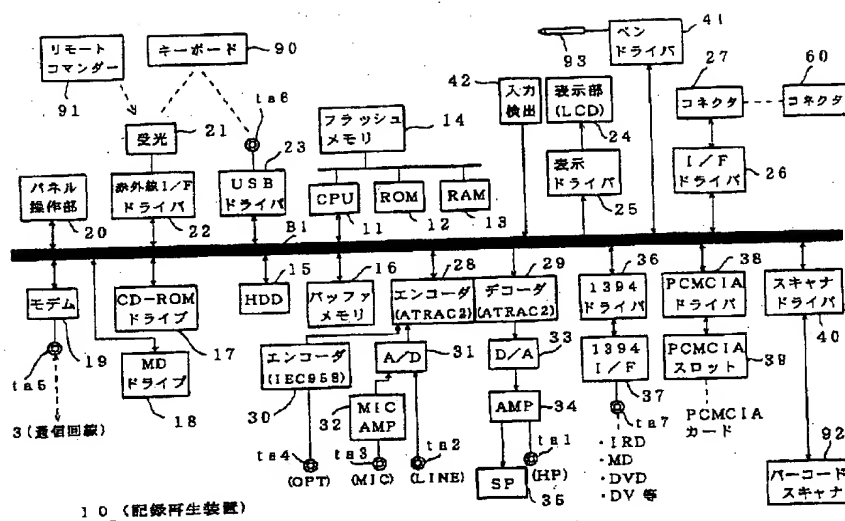 リモート
コマンダー
91
キーボード
90
93
ペン
ドライバ
41
42
入力
検出
表示部
(LCD)
24
27
コネクタ
60
コネクタ
受光
21
ta6
フラッシュ
メモリ
14
パネル
操作部
20
赤外線I/F
ドライバ
22
USB
ドライバ
23
CPU
11
ROM
12
RAM
13
表示
ドライバ
25
I/F
ドライバ
26
B1
モデム
19
CD-ROM
ドライブ
17
HDD
15
バッファ
メモリ
16
エンコーダ
(ATRAC2)
28
デコーダ
(ATRAC2)
29
1394
ドライバ
36
PCMCIA
ドライバ
38
スキャナ
ドライバ
40
ta5
MD
ドライブ
18
エンコーダ
(IEC958)
30
A/D
31
D/A
33
1394
I/F
37
PCMCIA
スロット
39
3(通信回線)
32
MIC
AMP
AMP
34
ta7
PCMCIA
カード
ta4
(OPT)
ta3
(MIC)
ta2
(LINE)
SP
35
ta1
(HP)
・IRD
・MD
・DVD
・DV等
92
バーコード
スキャナ
10(記録再生装置)